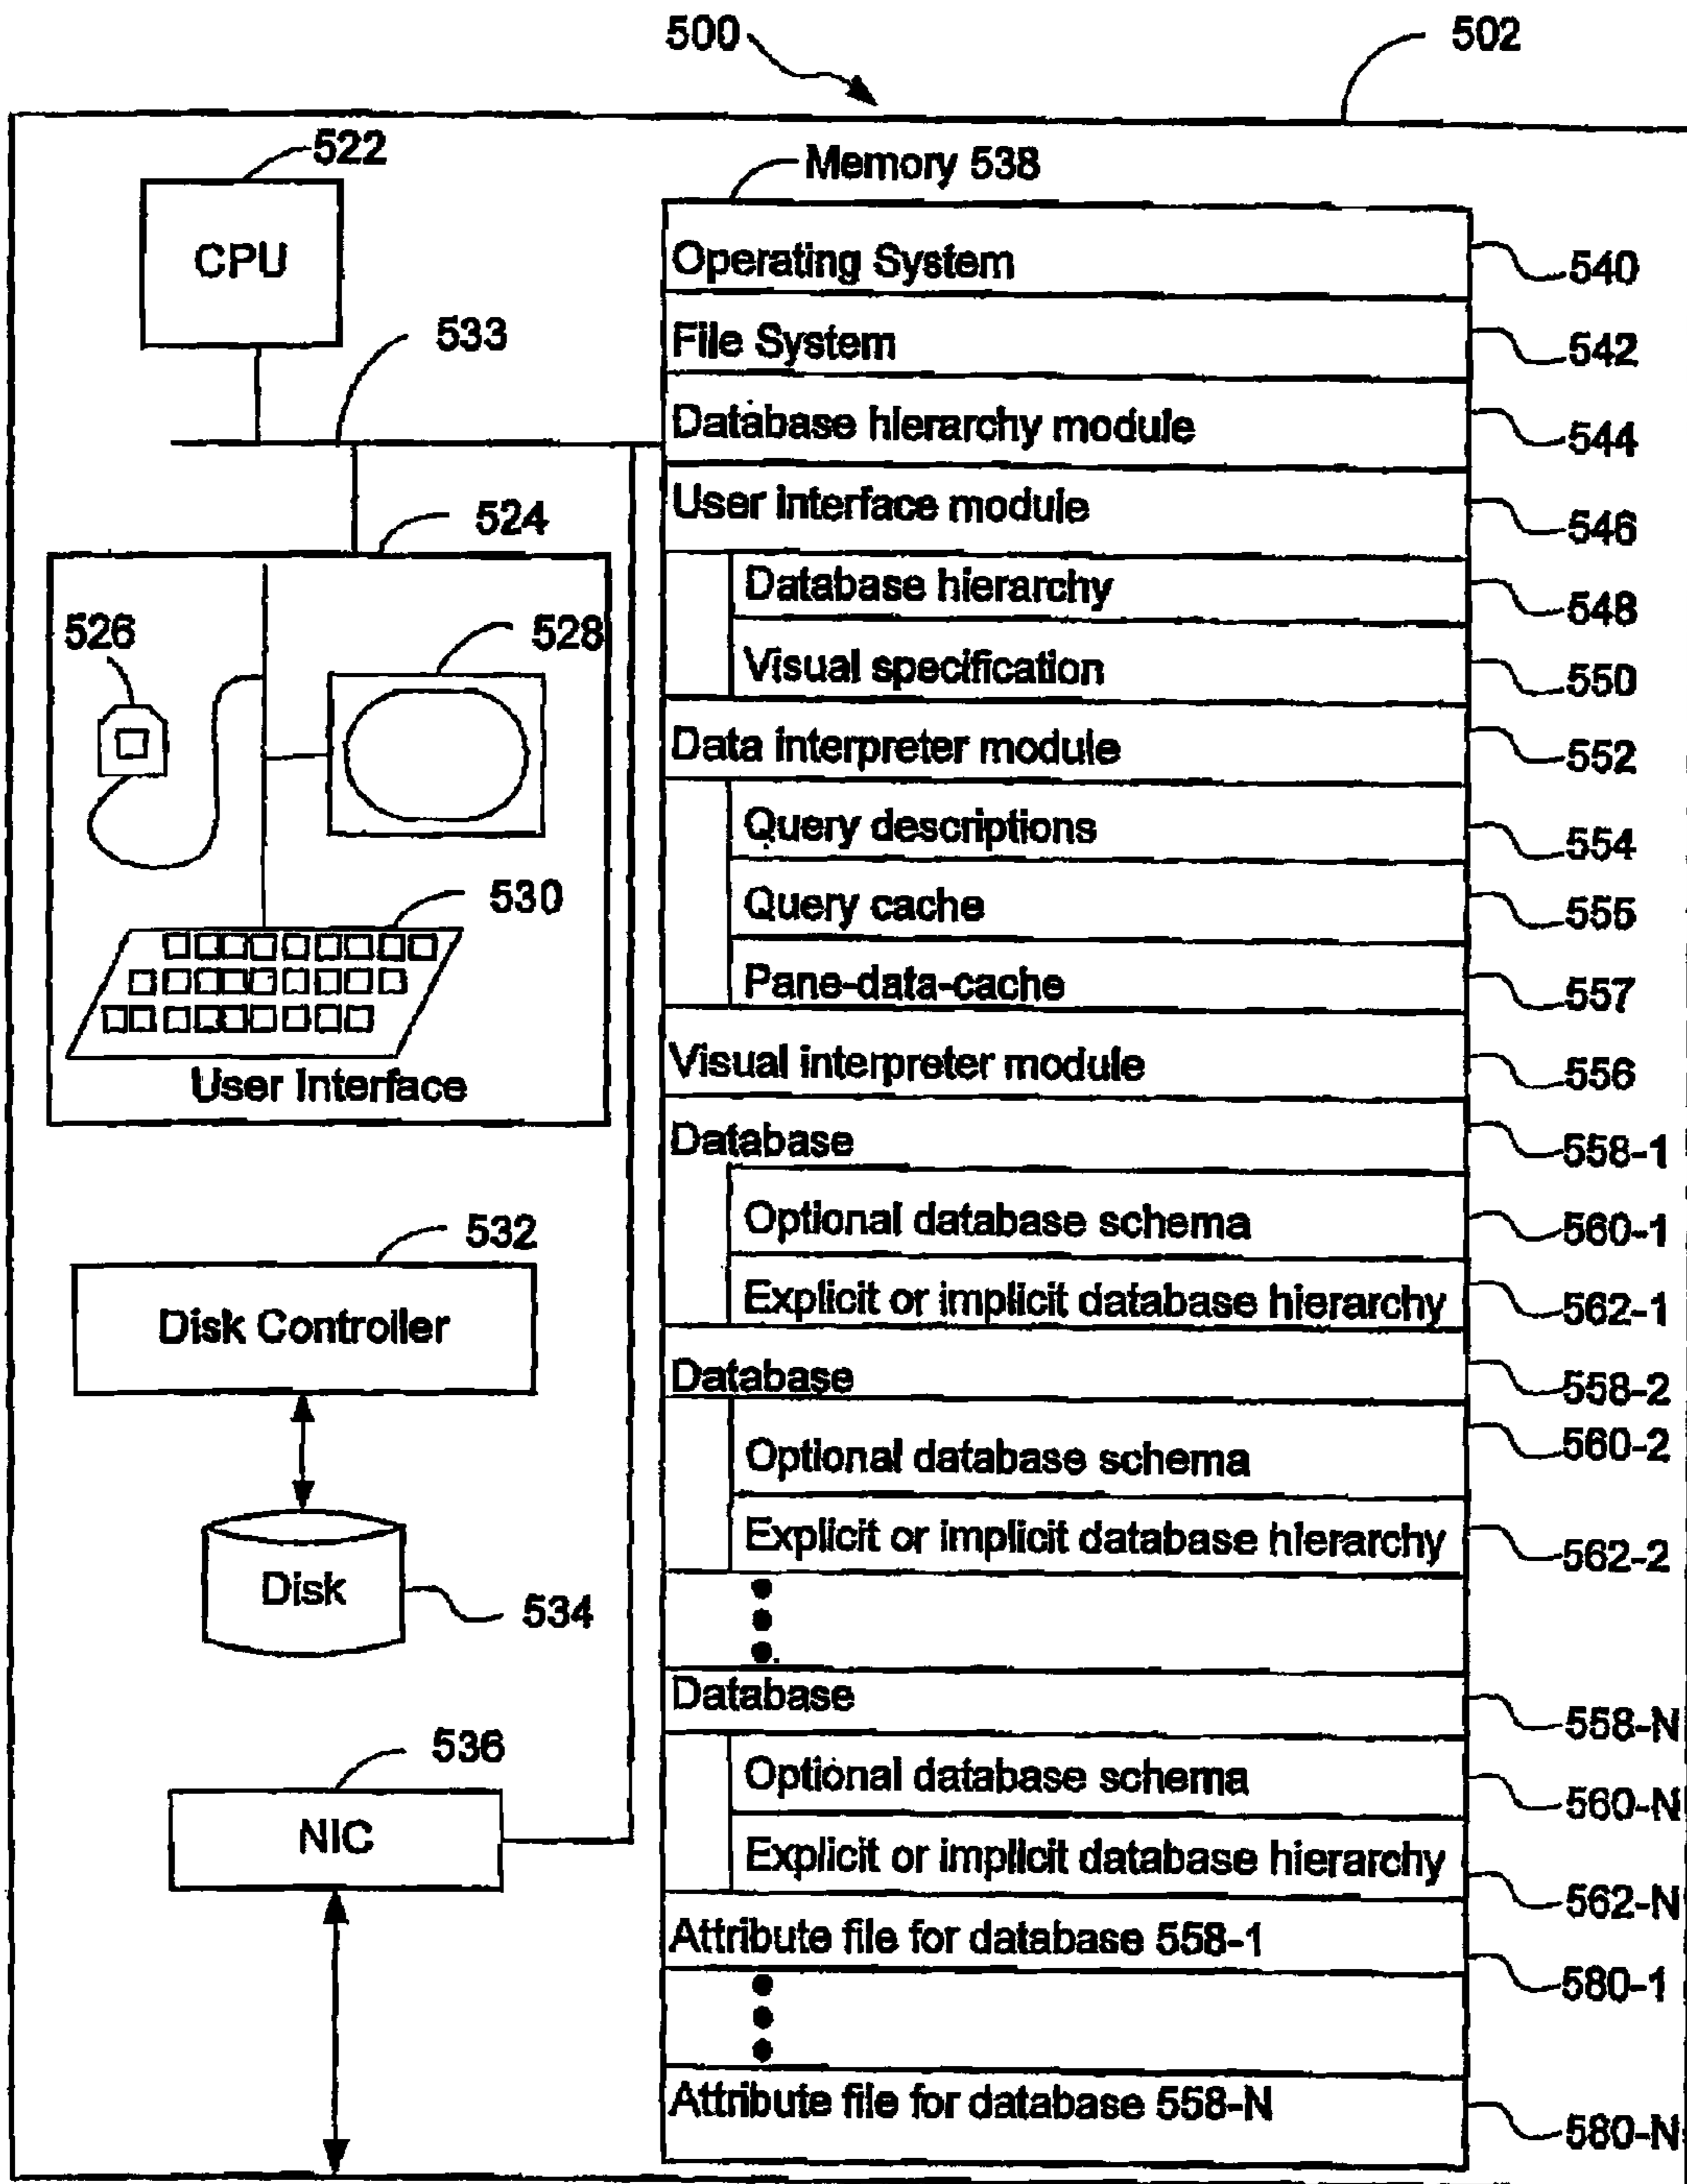 500
502
522
CPU
533
524
526
528
530
User Interface
532
Disk Controller
Disk
534
536
NIC
Memory 538
Operating System 540
File System 542
Database hierarchy module 544
User interface module 546
Database hierarchy 548
Visual specification 550
Data interpreter module 552
Query descriptions 554
Query cache 555
Pane-data-cache 557
Visual interpreter module 556
Database 558-1
Optional database schema 560-1
Explicit or implicit database hierarchy 562-1
Database 558-2
Optional database schema 560-2
Explicit or implicit database hierarchy 562-2
Database 558-N
Optional database schema 560-N
Explicit or implicit database hierarchy 562-N
Attribute file for database 558-1 580-1
Attribute file for database 558-N 580-N